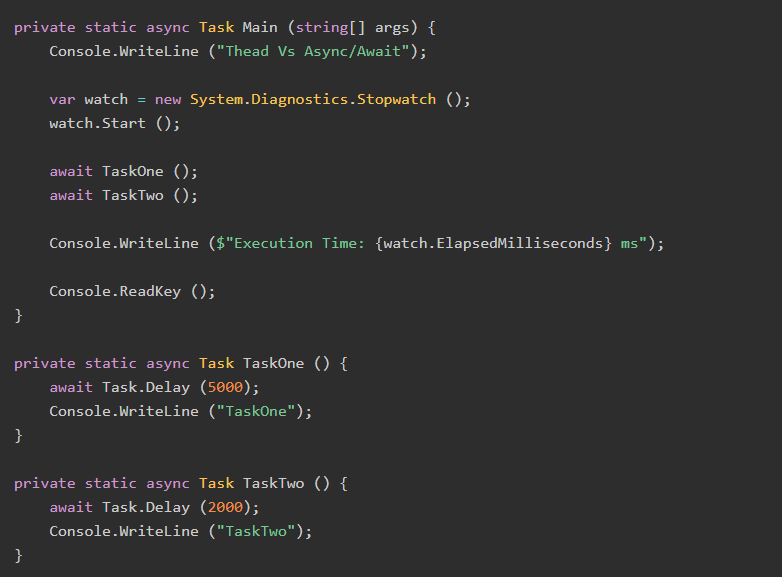 private static async Task Main (string[] args) {
    Console.WriteLine ("Thead Vs Async/Await");

    var watch = new System.Diagnostics.Stopwatch ();
    watch.Start ();

    await TaskOne ();
    await TaskTwo ();

    Console.WriteLine ($"Execution Time: {watch.ElapsedMilliseconds} ms");

    Console.ReadKey ();
}

private static async Task TaskOne () {
    await Task.Delay (5000);
    Console.WriteLine ("TaskOne");
}

private static async Task TaskTwo () {
    await Task.Delay (2000);
    Console.WriteLine ("TaskTwo");
}